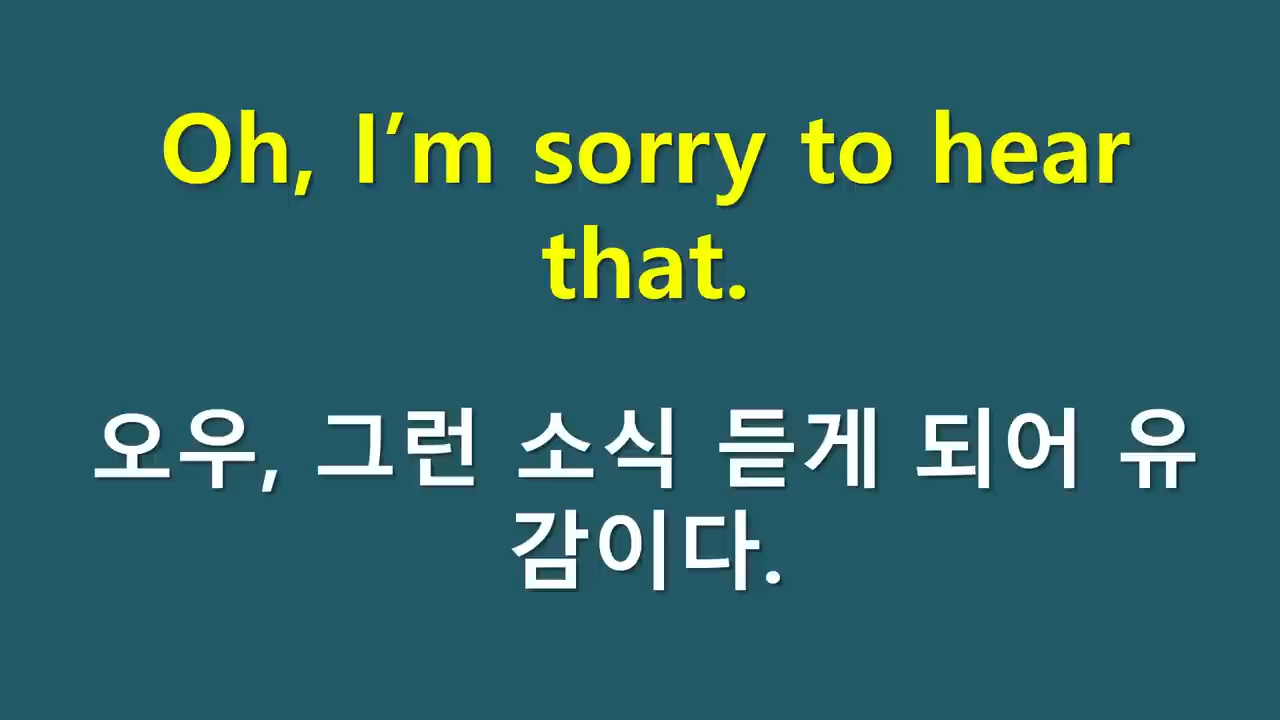 Oh, I’m sorry to hear
that.
오우, 그런 소식 듣게 되어 유
감이다.